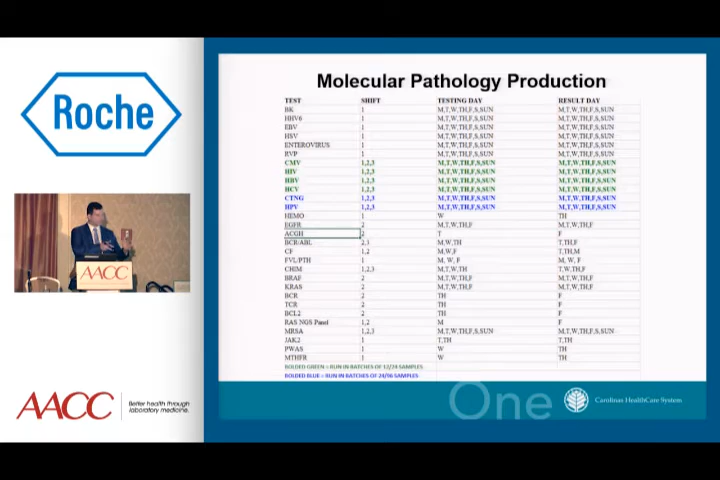 Roche
AACC
AACC
Better health through
laboratory medicine.
Molecular Pathology Production
TEST SHIFT TESTING DAY RESULT DAY
BK 1 M,T,W,TH,F,S,SUN M,T,W,TH,F,S,SUN
HHV6 1 M,T,W,TH,F,S,SUN M,T,W,TH,F,S,SUN
EBV 1 M,T,W,TH,F,S,SUN M,T,W,TH,F,S,SUN
HSV 1 M,T,W,TH,F,S,SUN M,T,W,TH,F,S,SUN
ENTEROVIRUS 1 M,T,W,TH,F,S,SUN M,T,W,TH,F,S,SUN
RVP 1 M,T,W,TH,F,S,SUN M,T,W,TH,F,S,SUN
CMV 1,2,3 M,T,W,TH,F,S,SUN M,T,W,TH,F,S,SUN
HIV 1,2,3 M,T,W,TH,F,S,SUN M,T,W,TH,F,S,SUN
HBV 1,2,3 M,T,W,TH,F,S,SUN M,T,W,TH,F,S,SUN
HCV 1,2,3 M,T,W,TH,F,S,SUN M,T,W,TH,F,S,SUN
CTNG 1,2,3 M,T,W,TH,F,S,SUN M,T,W,TH,F,S,SUN
HPV 1,2,3 M,T,W,TH,F,S,SUN M,T,W,TH,F,S,SUN
HEMO 1 W TH
EGFR 2 M,T,W,TH,F M,T,W,TH,F
ACGH 2 T F
BCR/ABL 2,3 M,W,TH T,TH,F
CF 1,2 M,W,F T,TH,M
FVL/PTH 1 M, W, F M, W, F
CHIM 1,2,3 M,T,W,TH T,W,TH,F
BRAF 2 M,T,W,TH,F M,T,W,TH,F
KRAS 2 M,T,W,TH,F M,T,W,TH,F
BCR 2 TH F
TCR 2 TH F
BCL2 2 TH F
RAS NGS Panel 1,2 M F
MRSA 1,2,3 M,T,W,TH,F,S,SUN M,T,W,TH,F,S,SUN
JAK2 1 T,TH T,TH
PWAS 1 W TH
MTHFR 1 W TH
BOLDED GREEN = RUN IN BATCHES OF 12/24 SAMPLES
BOLDED BLUE = RUN IN BATCHES OF 24/96 SAMPLES
One
Carolinas HealthCare System